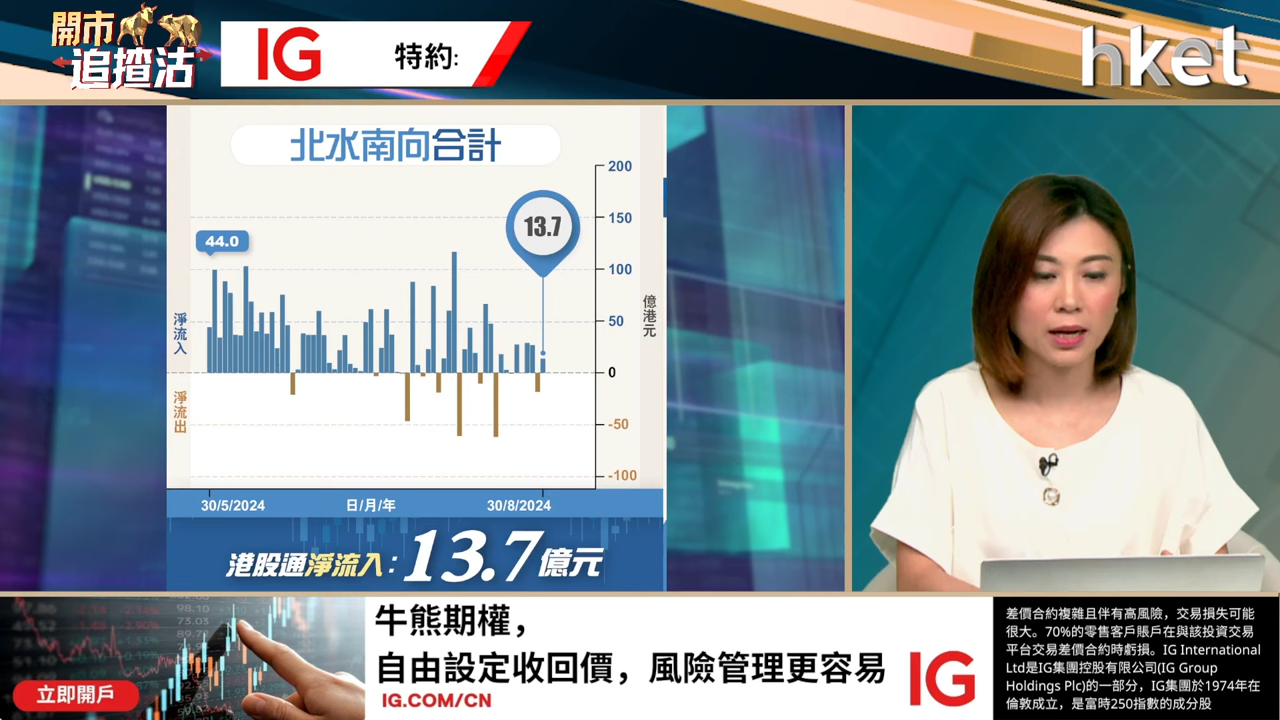 開市
追揸沽
IG
特約:
hket
北水南向合計
200
150
100
50
0
-50
-100
44.0
13.7
淨流入
淨流出
億港元
30/5/2024
日/月/年
30/8/2024
港股通淨流入:13.7億元
立即開戶
牛熊期權，
自由設定收回價，風險管理更容易
IG.COM/CN
IG
差價合約複雜且伴有高風險，交易損失可能
很大。70%的零售客戶賬戶在與該投資交易
平台交易差價合約時虧損。IG International
Ltd是IG集團控股有限公司(IG Group
Holdings Plc)的一部分，IG集團於1974年在
倫敦成立，是富時250指數的成分股